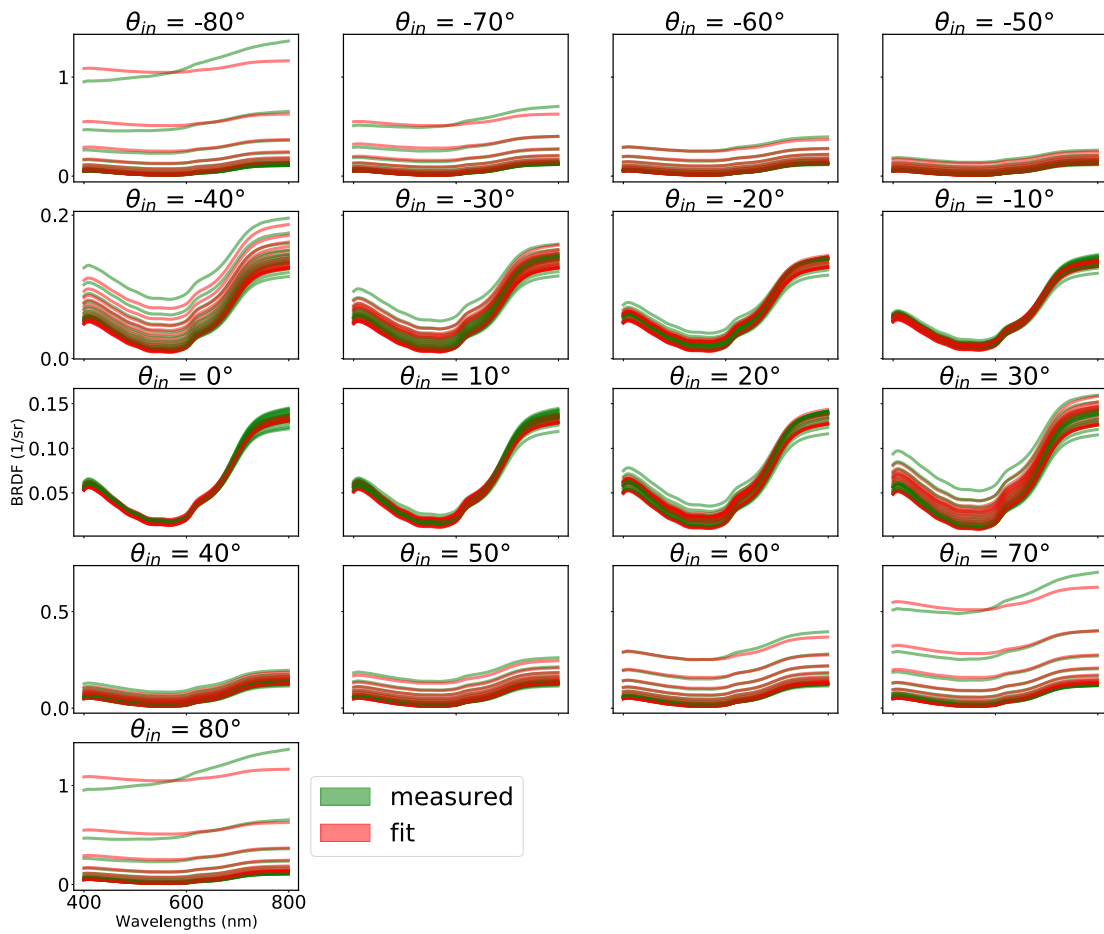 θin = -80° θin = -70° θin = -60° θin = -50°
1
0
θin = -40° θin = -30° θin = -20° θin = -10°
0.2
0.0
θin = 0° θin = 10° θin = 20° θin = 30°
0.15
0.10
0.05
BRDF (1/sr)
θin = 40° θin = 50° θin = 60° θin = 70°
0.5
0.0
θin = 80°
1
0
400 600 800
Wavelengths (nm)
measured
fit